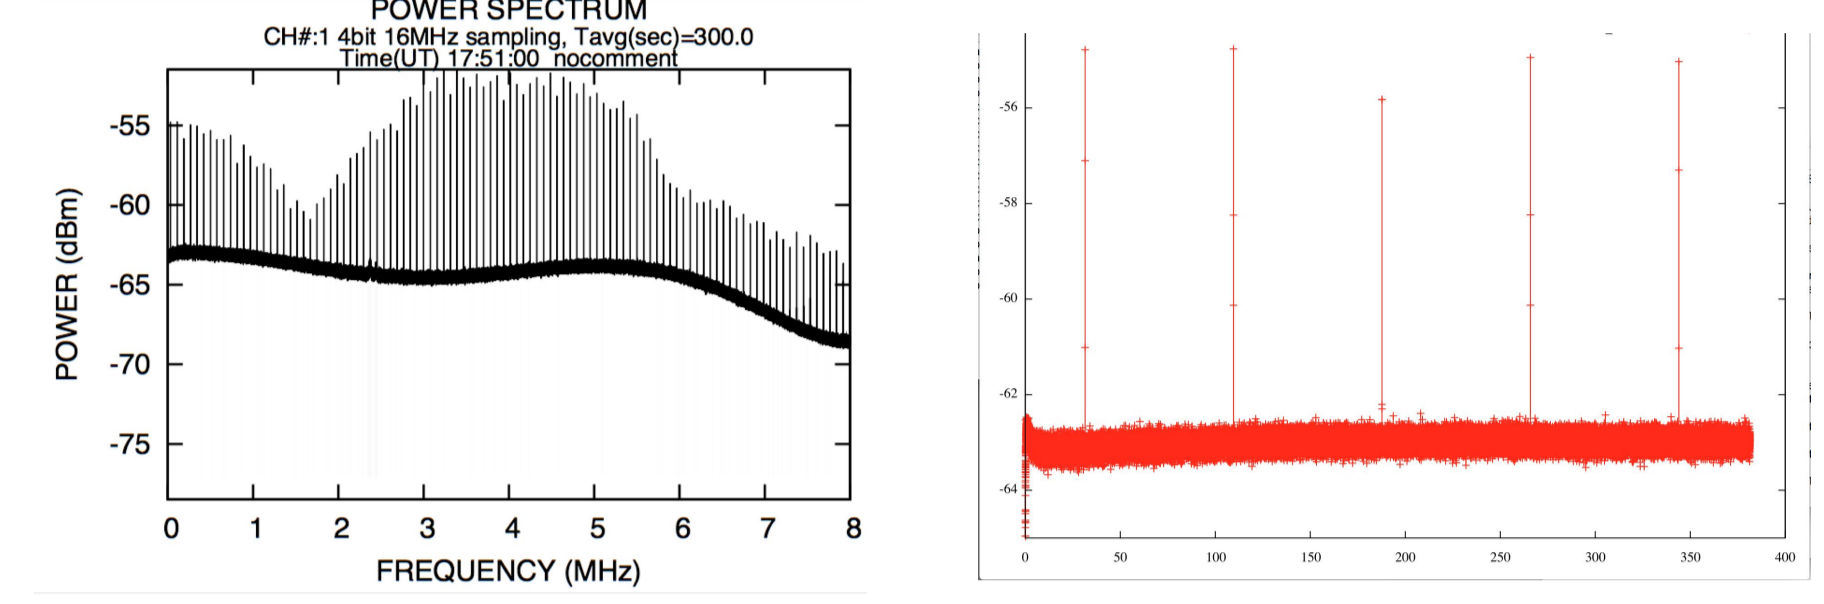 POWER SPECTRUM
CH#:1 4bit 16MHz sampling, Tavg(sec)=300.0
Time(UT) 17:51:00 nocomment
POWER (dBm)
-55
-60
-65
-70
-75
0 1 2 3 4 5 6 7 8
FREQUENCY (MHz)
-56
-58
-60
-62
-64
0 50 100 150 200 250 300 350 400